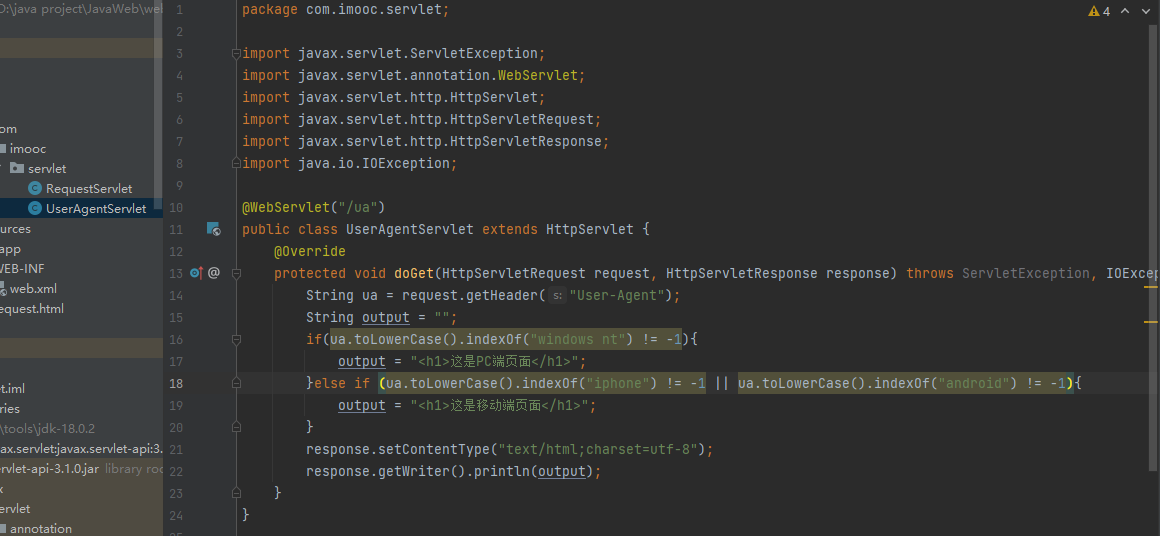 D:\java project\JavaWeb\we
om
imooc
servlet
RequestServlet
UserAgentServlet
urces
app
WEB-INF
web.xml
equest.html
et.iml
ries
\tools\jdk-18.0.2
ax.servlet:javax.servlet-api:3.
ervlet-api-3.1.0.jar library roo
x
ervlet
annotation
4
1 package com.imooc.servlet;
2
3 import javax.servlet.ServletException;
4 import javax.servlet.annotation.WebServlet;
5 import javax.servlet.http.HttpServlet;
6 import javax.servlet.http.HttpServletRequest;
7 import javax.servlet.http.HttpServletResponse;
8 import java.io.IOException;
9
10 @WebServlet("/ua")
11 public class UserAgentServlet extends HttpServlet {
12 @Override
13 @ protected void doGet(HttpServletRequest request, HttpServletResponse response) throws ServletException, IOExcep
14 String ua = request.getHeader( s: "User-Agent");
15 String output = "";
16 if(ua.toLowerCase().indexOf("windows nt") != -1){
17 output = "<h1>这是PC端页面</h1>";
18 }else if (ua.toLowerCase().indexOf("iphone") != -1 || ua.toLowerCase().indexOf("android") != -1){
19 output = "<h1>这是移动端页面</h1>";
20 }
21 response.setContentType("text/html;charset=utf-8");
22 response.getWriter().println(output);
23 }
24 }